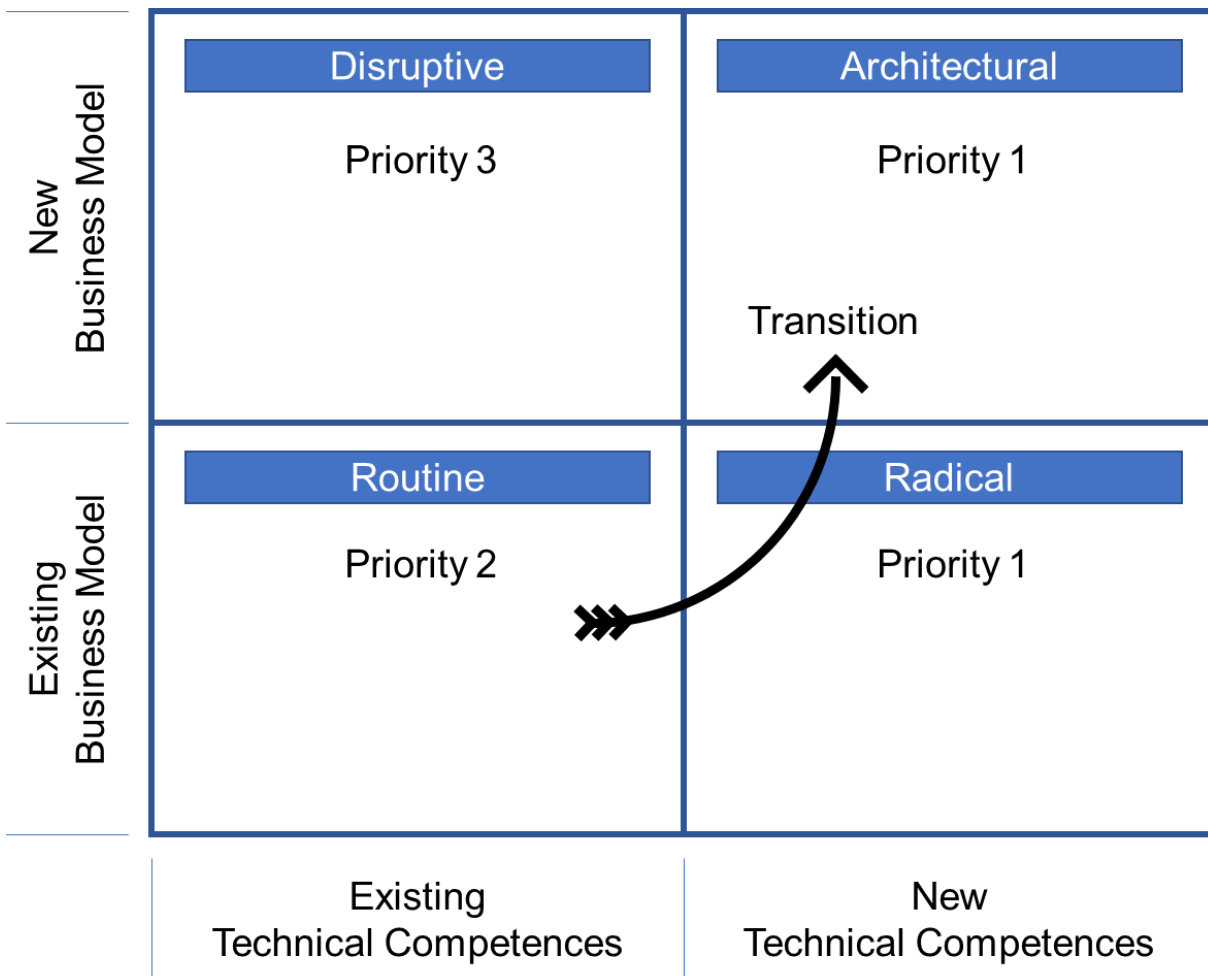 New
Business Model
Disruptive
Priority 3
Architectural
Priority 1
Transition
Existing
Business Model
Routine
Priority 2
Radical
Priority 1
Existing
Technical Competences
New
Technical Competences